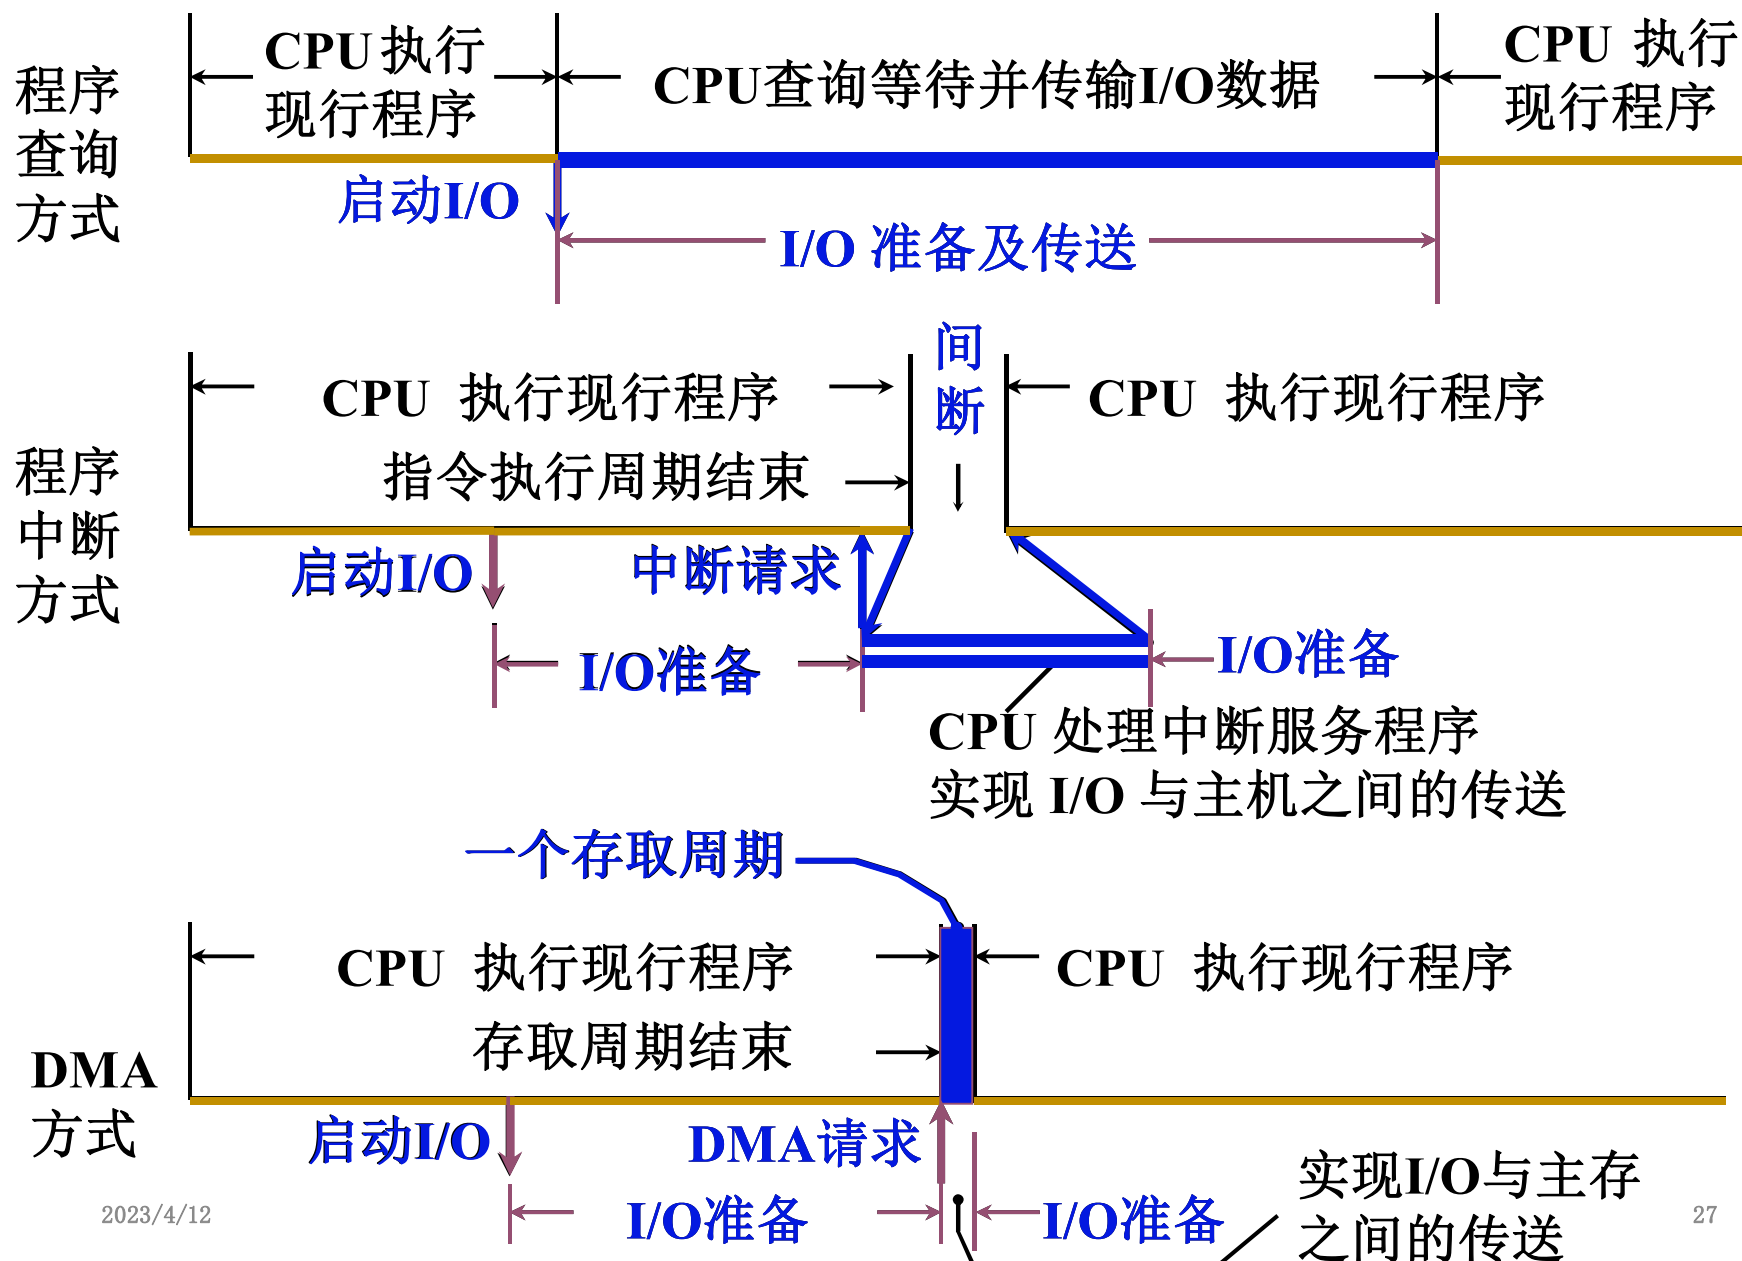 程序
查询
方式
CPU执行
现行程序
CPU查询等待并传输I/O数据
CPU 执行
现行程序
启动I/O
I/O 准备及传送
程序
中断
方式
CPU 执行现行程序
间
断
CPU 执行现行程序
指令执行周期结束
启动I/O
中断请求
I/O准备
I/O准备
CPU 处理中断服务程序
实现 I/O 与主机之间的传送
一个存取周期
DMA
方式
CPU 执行现行程序
CPU 执行现行程序
存取周期结束
启动I/O
DMA请求
I/O准备
I/O准备
实现I/O与主存
之间的传送
2023/4/12
27